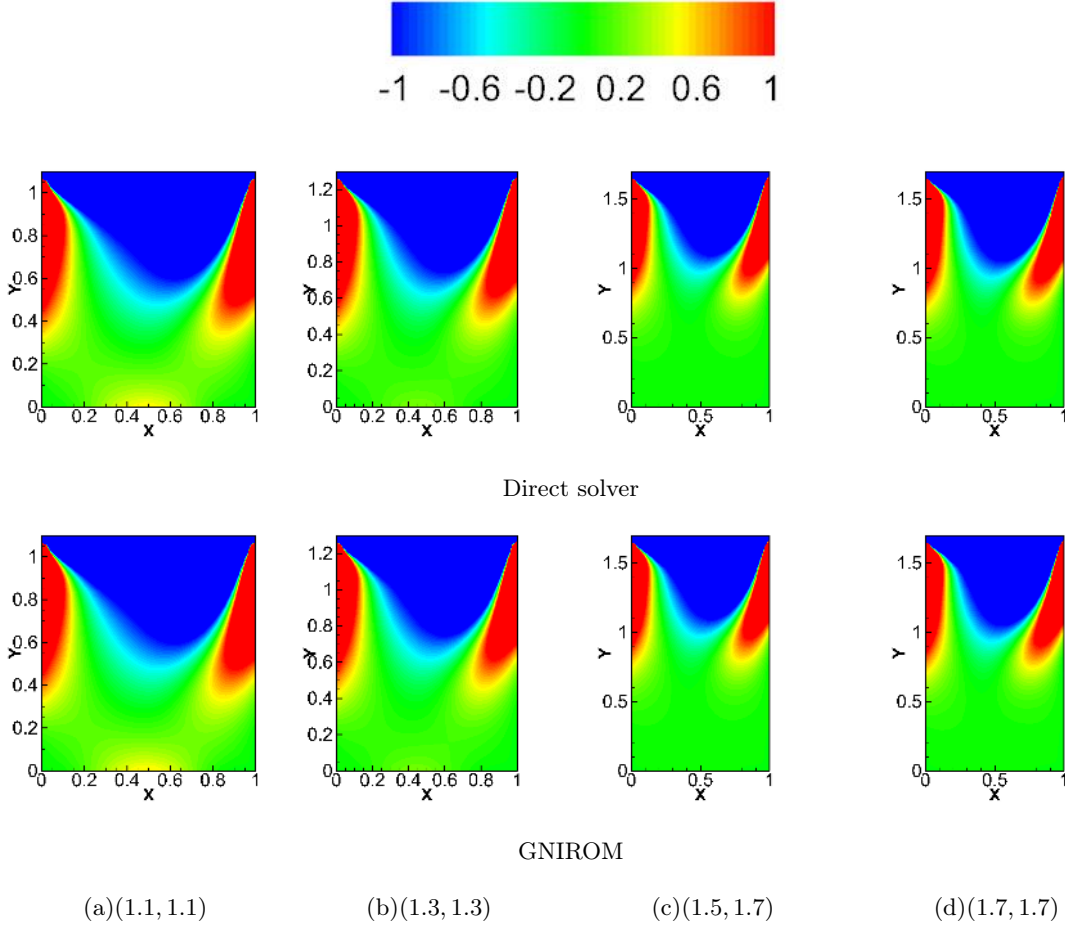 -1 -0.6 -0.2 0.2 0.6 1
1 0.8 0.6 0.4 0.2 0
Y
0 0.2 0.4 0.6 0.8 1
X
1.2 1 0.8 0.6 0.4 0.2 0
Y
0 0.2 0.4 0.6 0.8 1
X
1.5 1 0.5 0
Y
0 0.5 1
X
1.5 1 0.5 0
Y
0 0.5 1
X
Direct solver
1 0.8 0.6 0.4 0.2 0
Y
0 0.2 0.4 0.6 0.8 1
X
1.2 1 0.8 0.6 0.4 0.2 0
Y
0 0.2 0.4 0.6 0.8 1
X
1.5 1 0.5 0
Y
0 0.5 1
X
1.5 1 0.5 0
Y
0 0.5 1
X
GNIROM
(a)(1.1, 1.1) (b)(1.3, 1.3) (c)(1.5, 1.7) (d)(1.7, 1.7)